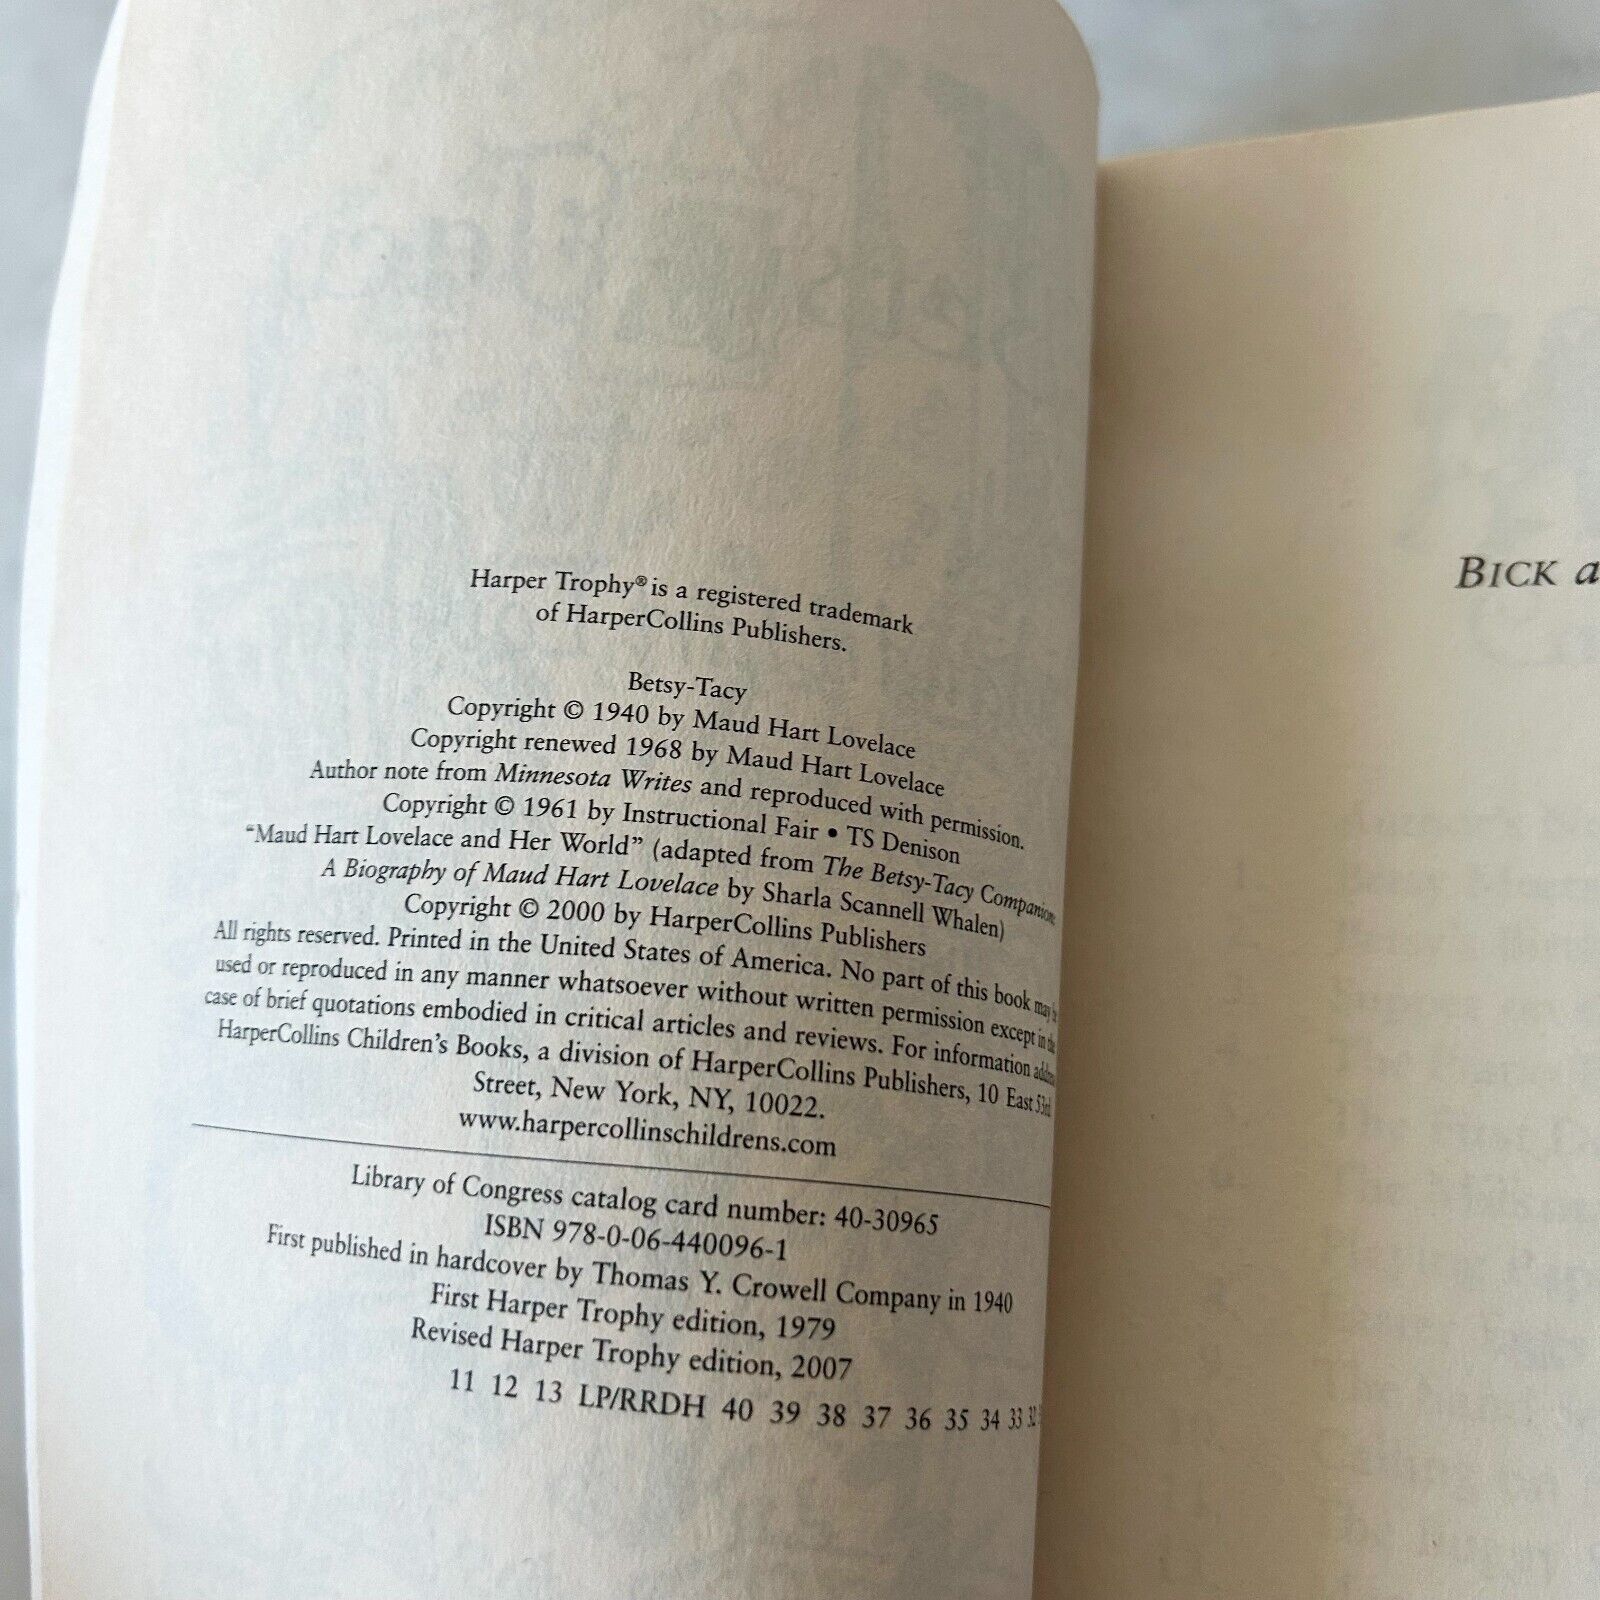 Harper Trophy® is a registered trademark
of HarperCollins Publishers.
Betsy-Tacy
Copyright © 1940 by Maud Hart Lovelace
Copyright renewed 1968 by Maud Hart Lovelace
Author note from Minnesota Writes and reproduced with permission.
Copyright © 1961 by Instructional Fair • TS Denison
“Maud Hart Lovelace and Her World” (adapted from The Betsy-Tacy Companion:
A Biography of Maud Hart Lovelace by Sharla Scannell Whalen)
Copyright © 2000 by HarperCollins Publishers
All rights reserved. Printed in the United States of America. No part of this book may
used or reproduced in any manner whatsoever without written permission except in the
case of brief quotations embodied in critical articles and reviews. For information
HarperCollins Children’s Books, a division of HarperCollins Publishers, 10 East 53rd
Street, New York, NY, 10022.
www.harpercollinschildrens.com
Library of Congress catalog card number: 40-30965
ISBN 978-0-06-440096-1
First published in hardcover by Thomas Y. Crowell Company in 1940
First Harper Trophy edition, 1979
Revised Harper Trophy edition, 2007
11 12 13 LP/RRDH 40 39 38 37 36 35 34 33 32
BICK a